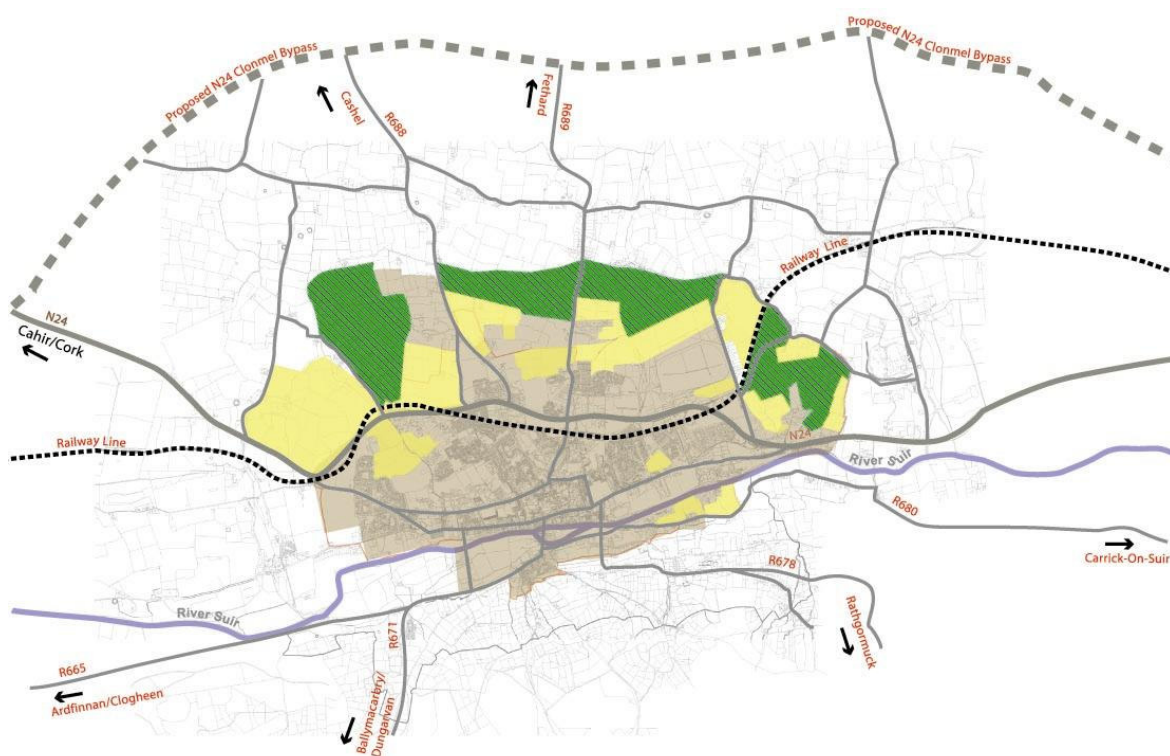 Proposed N24 Clonmel Bypass
Proposed N24 Clonmel Bypass
Cashel
R688
Fethard
R689
Railway Line
N24
Cahir/Cork
Railway Line
N24
River Suir
R680
Carrick-On-Suir
R678
Rathgormuck
River Suir
R671
R665
Ardfinnan/Clogheen
Ballymacarbry/
Dungarvan